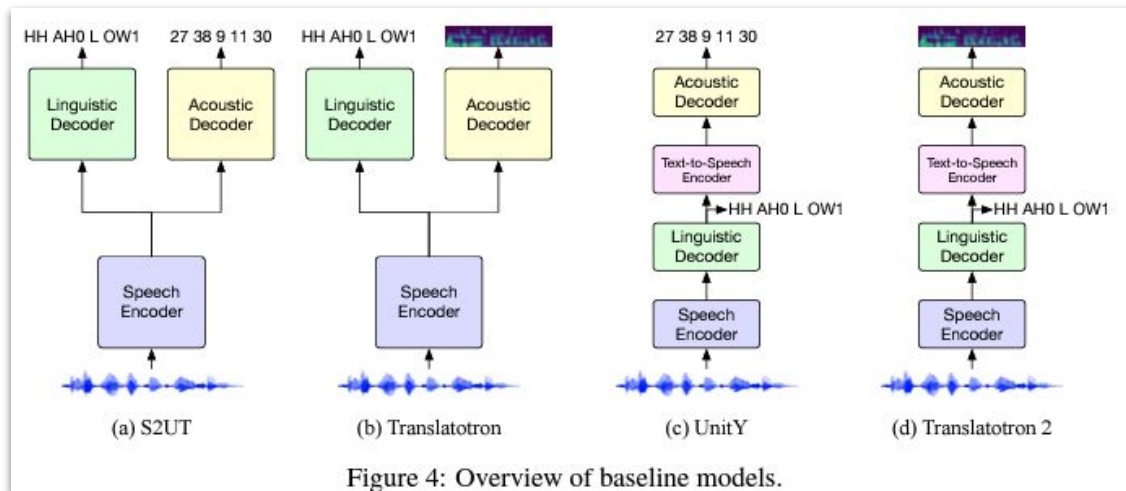 HH AH0 L OW1
27 38 9 11 30
HH AH0 L OW1
27 38 9 11 30
Linguistic
Decoder
Acoustic
Decoder
Linguistic
Decoder
Acoustic
Decoder
Acoustic
Decoder
Acoustic
Decoder
Text-to-Speech
Encoder
Text-to-Speech
Encoder
HH AH0 L OW1
HH AH0 L OW1
Linguistic
Decoder
Linguistic
Decoder
Speech
Encoder
Speech
Encoder
Speech
Encoder
Speech
Encoder
(a) S2UT
(b) Translatotron
(c) UnitY
(d) Translatotron 2
Figure 4: Overview of baseline models.